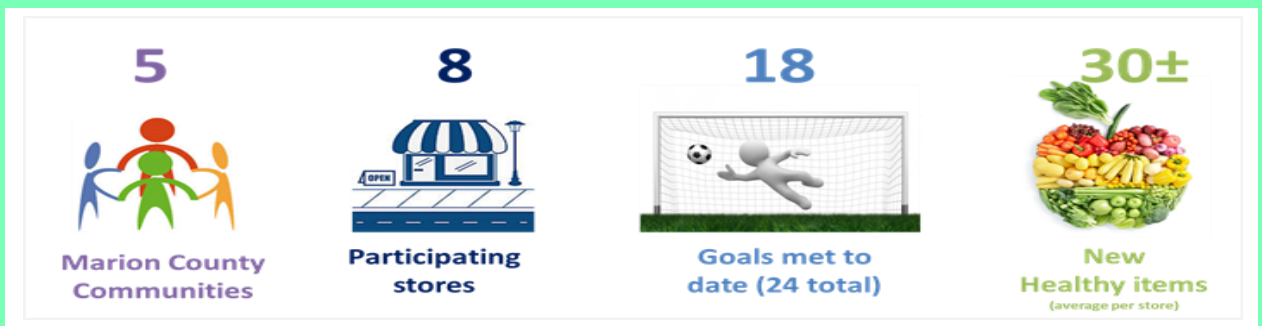 5
8
18
30±
OPEN
Marion County
Communities
Participating
stores
Goals met to
date (24 total)
New
Healthy items
(average per store)